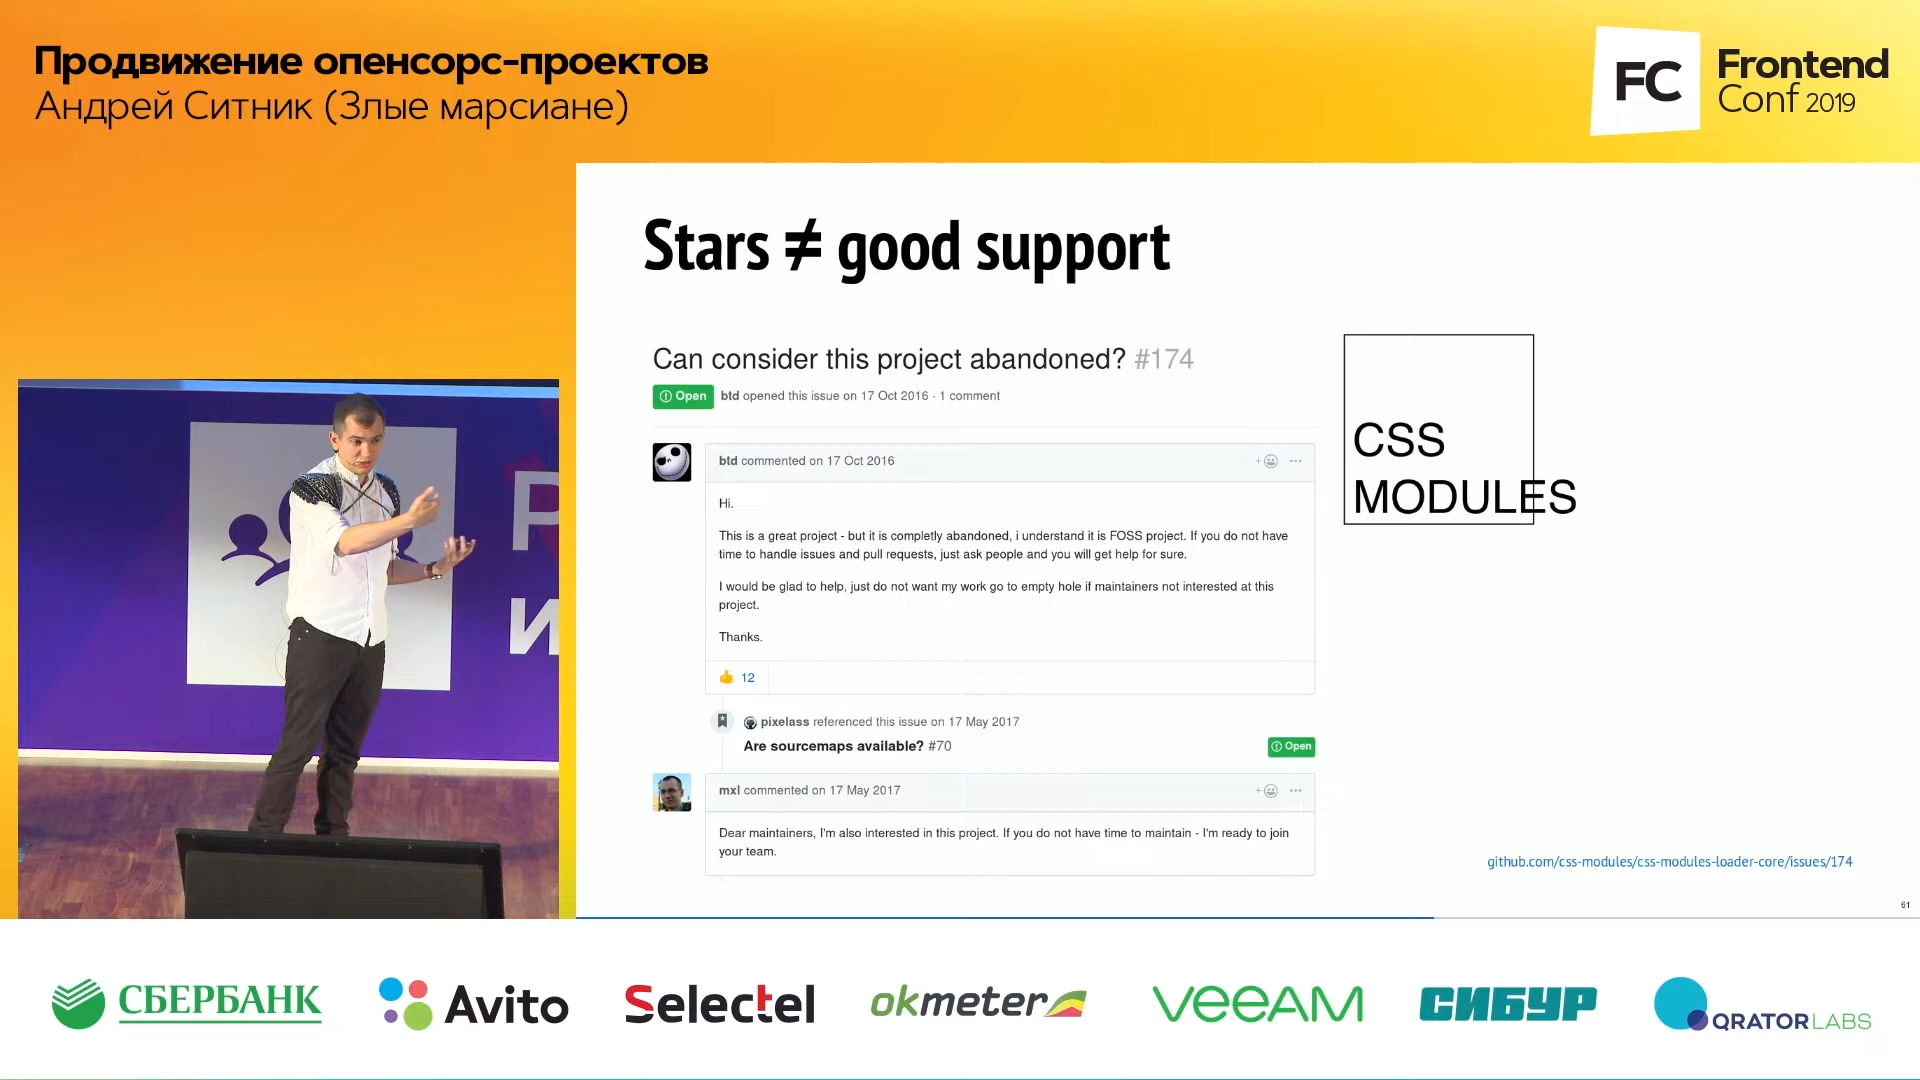 Продвижение опенсорс-проектов
Андрей Ситник (Злые марсиане)
FC
Frontend
Conf 2019
Stars ≠ good support
Can consider this project abandoned? #174
Open btd opened this issue on 17 Oct 2016 · 1 comment
btd commented on 17 Oct 2016
Hi.
This is a great project - but it is completly abandoned, i understand it is FOSS project. If you do not have
time to handle issues and pull requests, just ask people and you will get help for sure.
I would be glad to help, just do not want my work go to empty hole if maintainers not interested at this
project.
Thanks.
👍 12
pixelass referenced this issue on 17 May 2017
Are sourcemaps available? #70
Open
mxl commented on 17 May 2017
Dear maintainers, I'm also interested in this project. If you do not have time to maintain - I'm ready to join
your team.
CSS
MODULES
github.com/css-modules/css-modules-loader-core/issues/174
61
СБЕРБАНК
Avito
Selectel
okmeter
veeAM
СИБУР
QRATOR LABS